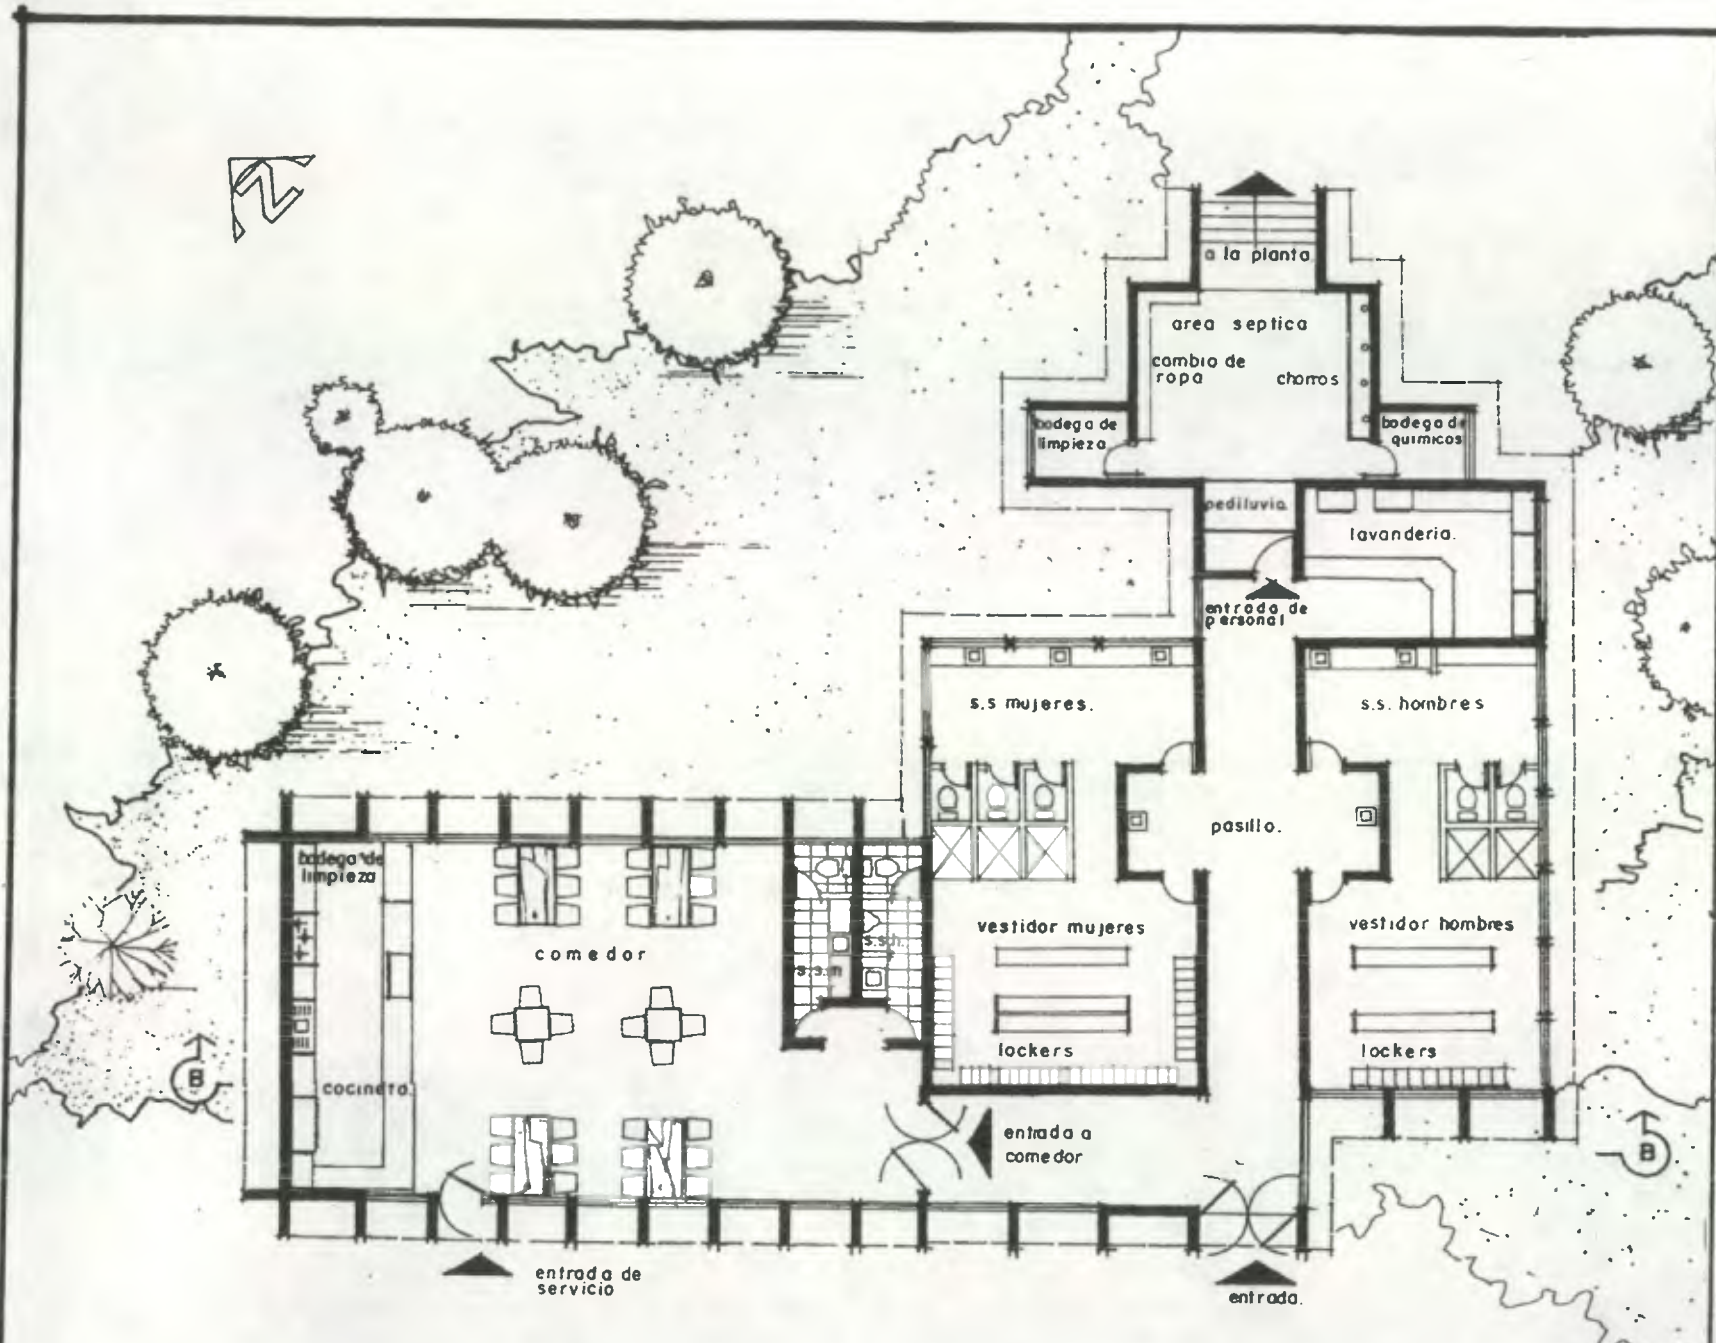 N
a la planta
area septica
cambio de
ropa
chorros
bodega de
limpieza
bodega de
quimicos
pediluvio
lavanderia.
entrada de
personal
s.s mujeres.
s.s. hombres
pasillo.
bodega de
limpieza
comedor
s.s.h.
s.s.m
vestidor mujeres
vestidor hombres
lockers
lockers
B
cocineta.
entrada a
comedor
B
entrada de
servicio
entrada.